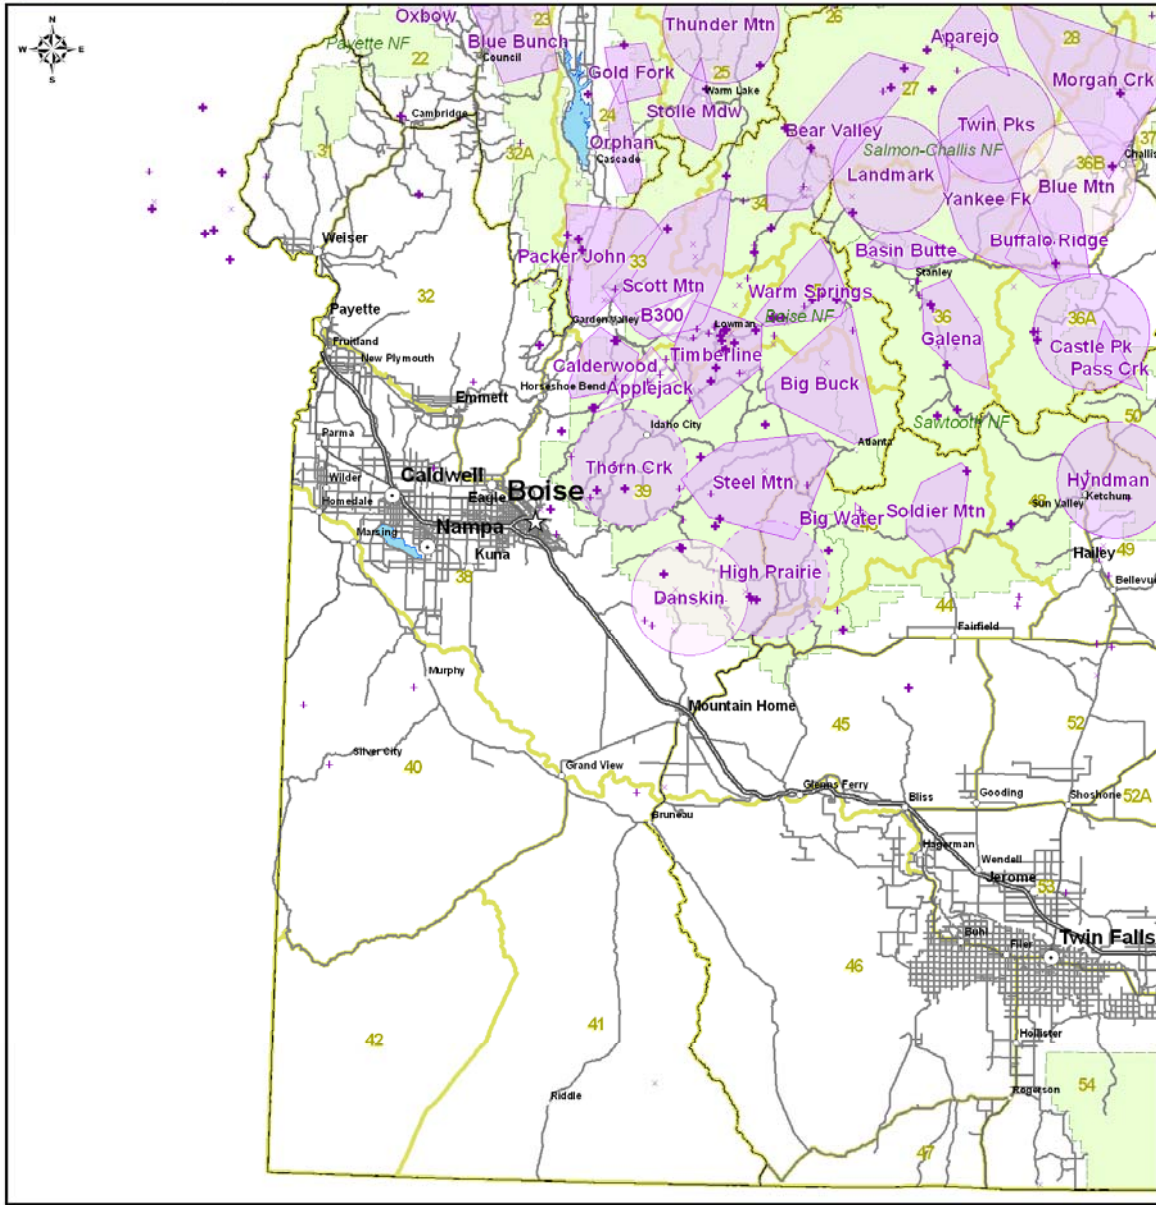 N
W E
S
Oxbow
23
Thunder Mtn
26
Aparejo
28
Payette NF
Blue Bunch
22
Council
Gold Fork
25
Warm Lake
27
Morgan Crk
Stolle Mdw
24
Cambridge
Bear Valley
Twin Pks
37
31
32A
Orphan
Cascade
Salmon-Challis NF
36B
Challis
Landmark
Blue Mtn
34
Yankee Fk
Weiser
Packer John
33
Basin Butte
Buffalo Ridge
Stanley
Scott Mtn
Warm Springs
32
Payette
Garden Valley
B300
Lowman
Boise NF
36
36A
Fruitland
New Plymouth
Calderwood
Timberline
Galena
Castle Pk
Pass Crk
Horseshoe Bend
Applejack
Big Buck
Emmett
50
Parma
Idaho City
Atlanta
Sawtooth NF
Caldwell
Wilder
Eagle
Boise
Thorn Crk
39
Steel Mtn
Hyndman
Homedale
Ketchum
Sun Valley
48
Nampa
Big Water
Soldier Mtn
43
Marsing
Kuna
Hailey
49
38
High Prairie
Bellevu
Danskin
44
Fairfield
Murphy
Mountain Home
45
52
Silver City
40
Grand View
Glenns Ferry
Bliss
Gooding
Shoshone
52A
Bruneau
Hagerman
Wendell
Jerome
53
Buhl
Filer
Twin Falls
46
41
42
Hollister
54
Riddle
Rogerson
47